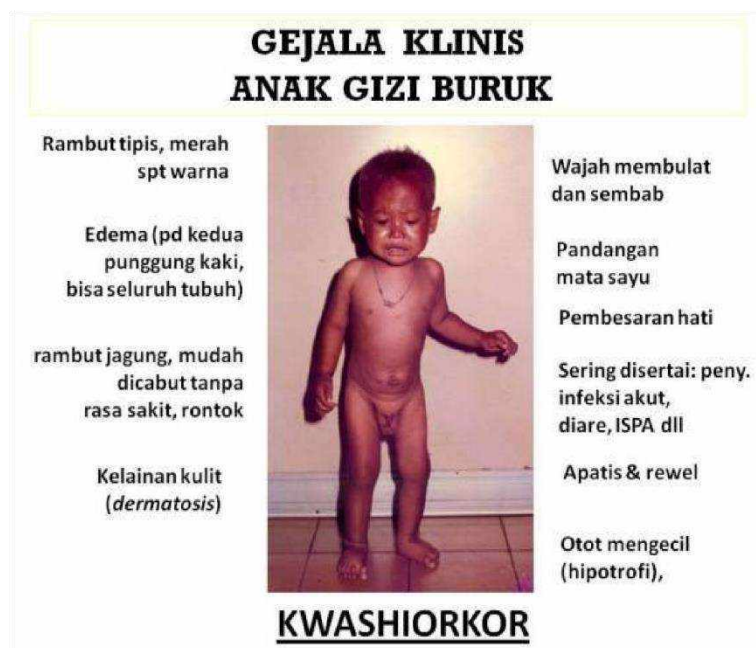 GEJALA KLINIS
ANAK GIZI BURUK
Rambut tipis, merah
spt warna
Edema (pd kedua
punggung kaki,
bisa seluruh tubuh)
rambut jagung, mudah
dicabut tanpa
rasa sakit, rontok
Kelainan kulit
(dermatosis)
Wajah membulat
dan sembab
Pandangan
mata sayu
Pembesaran hati
Sering disertai: peny.
infeksi akut,
diare, ISPA dll
Apatis & rewel
Otot mengecil
(hipotrofi),
KWASHIORKOR